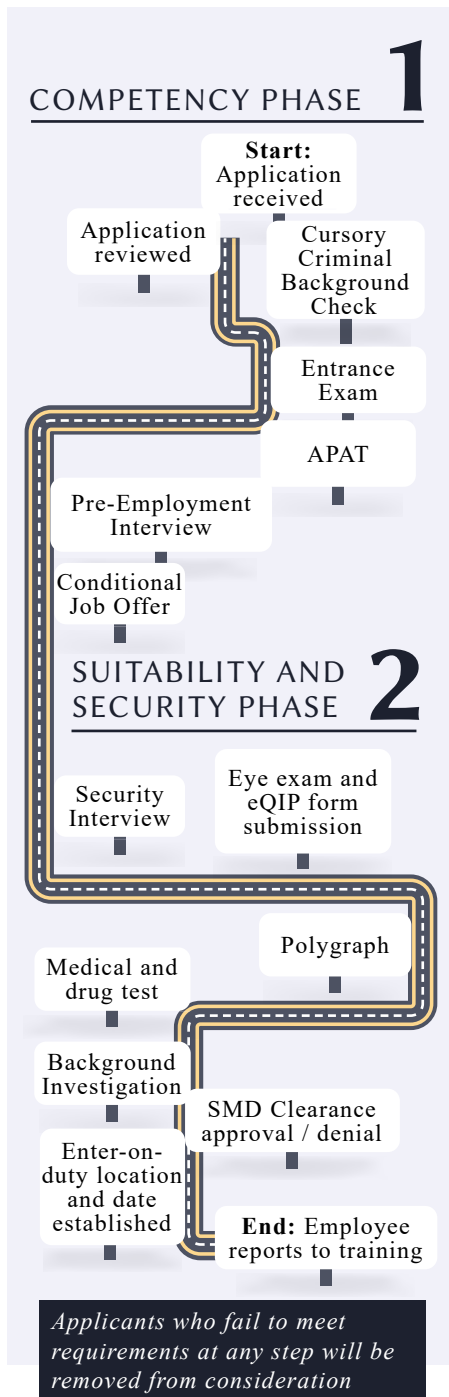 COMPETENCY PHASE 1
Start:
Application
received
Application
reviewed
Cursory
Criminal
Background
Check
Entrance
Exam
APAT
Pre-Employment
Interview
Conditional
Job Offer
SUITABILITY AND
SECURITY PHASE 2
Security
Interview
Eye exam and
eQIP form
submission
Polygraph
Medical and
drug test
Background
Investigation
SMD Clearance
approval / denial
Enter-on-
duty location
and date
established
End: Employee
reports to training
Applicants who fail to meet
requirements at any step will be
removed from consideration